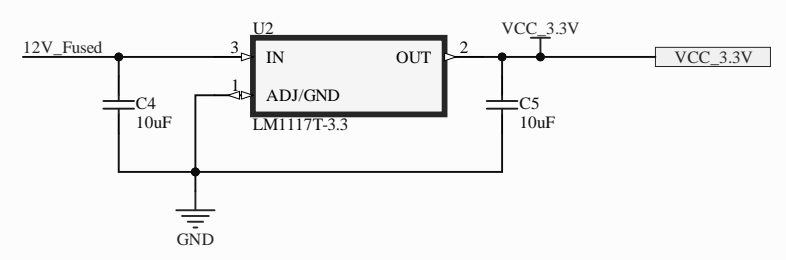 U2
VCC_3.3V
12V_Fused
3
IN
OUT
2
VCC_3.3V
1
ADJ/GND
C4
10uF
LM1117T-3.3
C5
10uF
GND